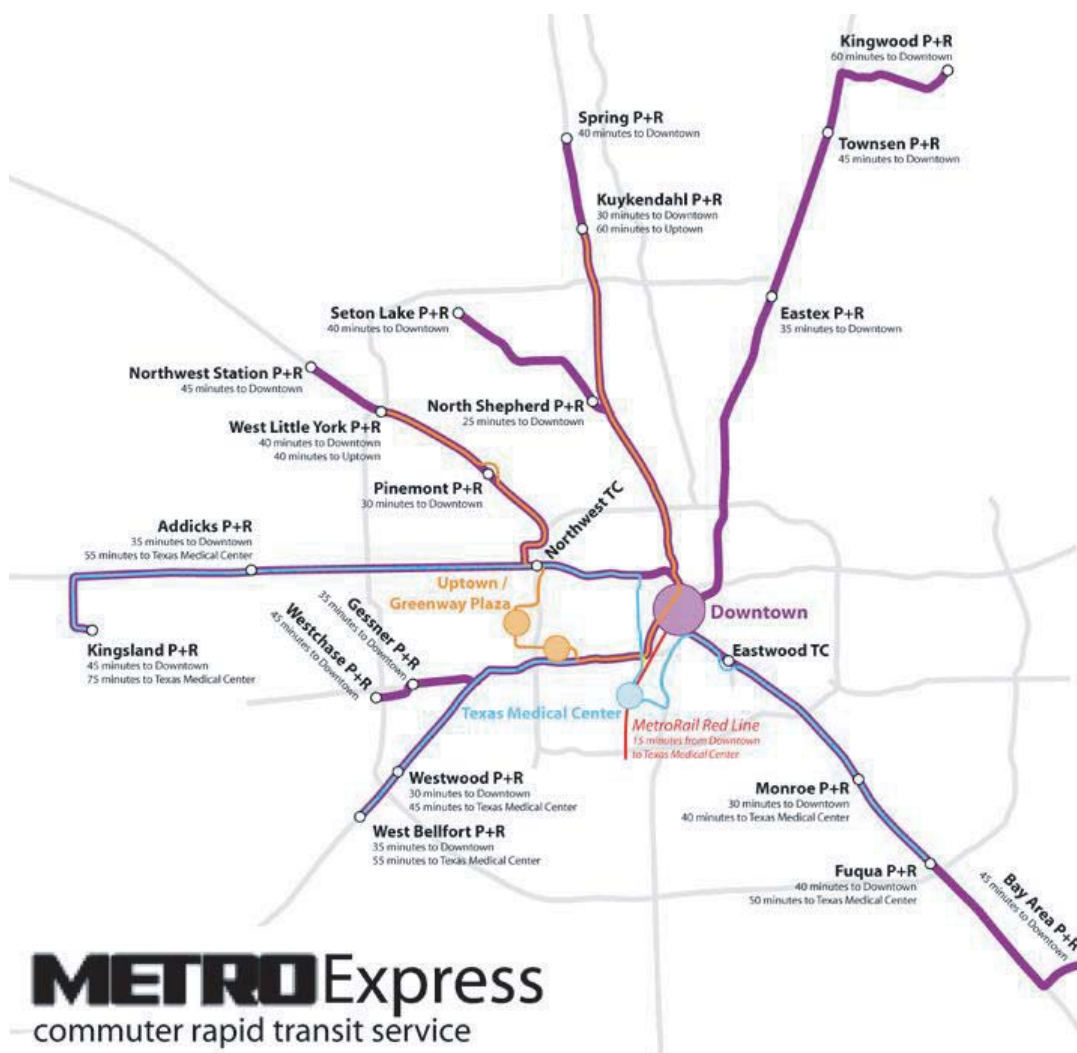 Kingwood P+R
60 minutes to Downtown
Spring P+R
40 minutes to Downtown
Townsen P+R
45 minutes to Downtown
Kuykendahl P+R
30 minutes to Downtown
60 minutes to Uptown
Seton Lake P+R
40 minutes to Downtown
Eastex P+R
35 minutes to Downtown
Northwest Station P+R
45 minutes to Downtown
North Shepherd P+R
25 minutes to Downtown
West Little York P+R
40 minutes to Downtown
40 minutes to Uptown
Pinemont P+R
30 minutes to Downtown
Northwest TC
Addicks P+R
35 minutes to Downtown
55 minutes to Texas Medical Center
Uptown /
Greenway Plaza
Downtown
Gessner P+R
35 minutes to Downtown
Westchase P+R
45 minutes to Downtown
Kingsland P+R
45 minutes to Downtown
75 minutes to Texas Medical Center
Eastwood TC
Texas Medical Center
MetroRail Red Line
15 minutes from Downtown
to Texas Medical Center
Westwood P+R
30 minutes to Downtown
45 minutes to Texas Medical Center
Monroe P+R
30 minutes to Downtown
40 minutes to Texas Medical Center
West Bellfort P+R
35 minutes to Downtown
55 minutes to Texas Medical Center
Fuqua P+R
40 minutes to Downtown
50 minutes to Texas Medical Center
Bay Area P+R
45 minutes to Downtown
METRO Express
commuter rapid transit service